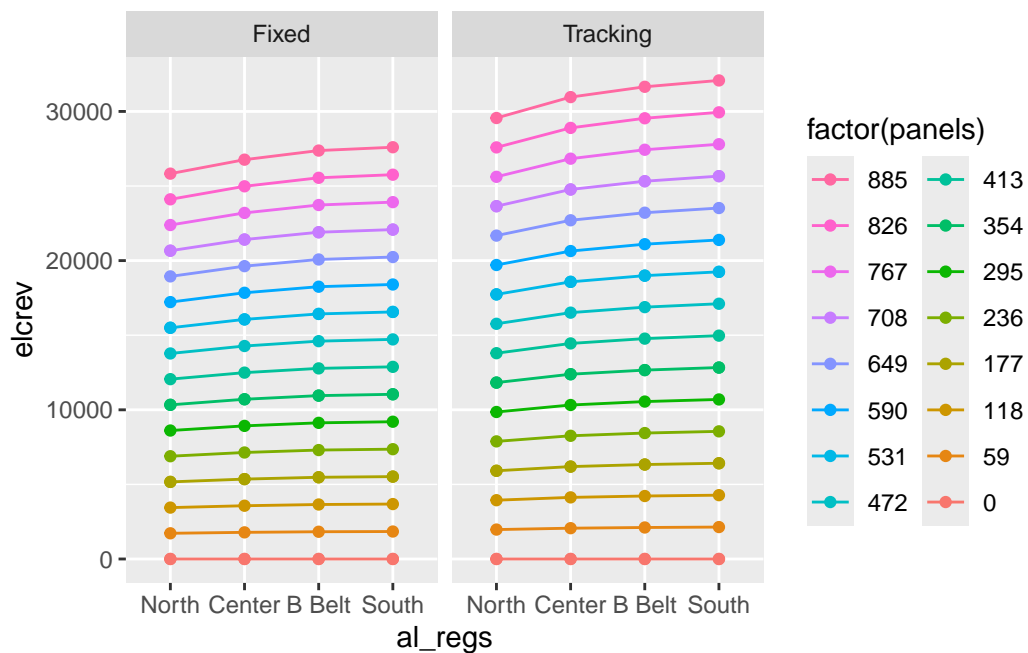 Fixed Tracking
30000
20000
10000
0
elcrev
North Center B Belt South North Center B Belt South
al_regs
factor(panels)
885 413
826 354
767 295
708 236
649 177
590 118
531 59
472 0